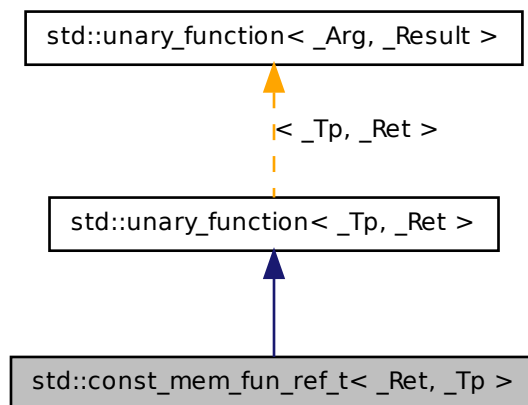 std::unary_function< _Arg, _Result >
< _Tp, _Ret >
std::unary_function< _Tp, _Ret >
std::const_mem_fun_ref_t< _Ret, _Tp >